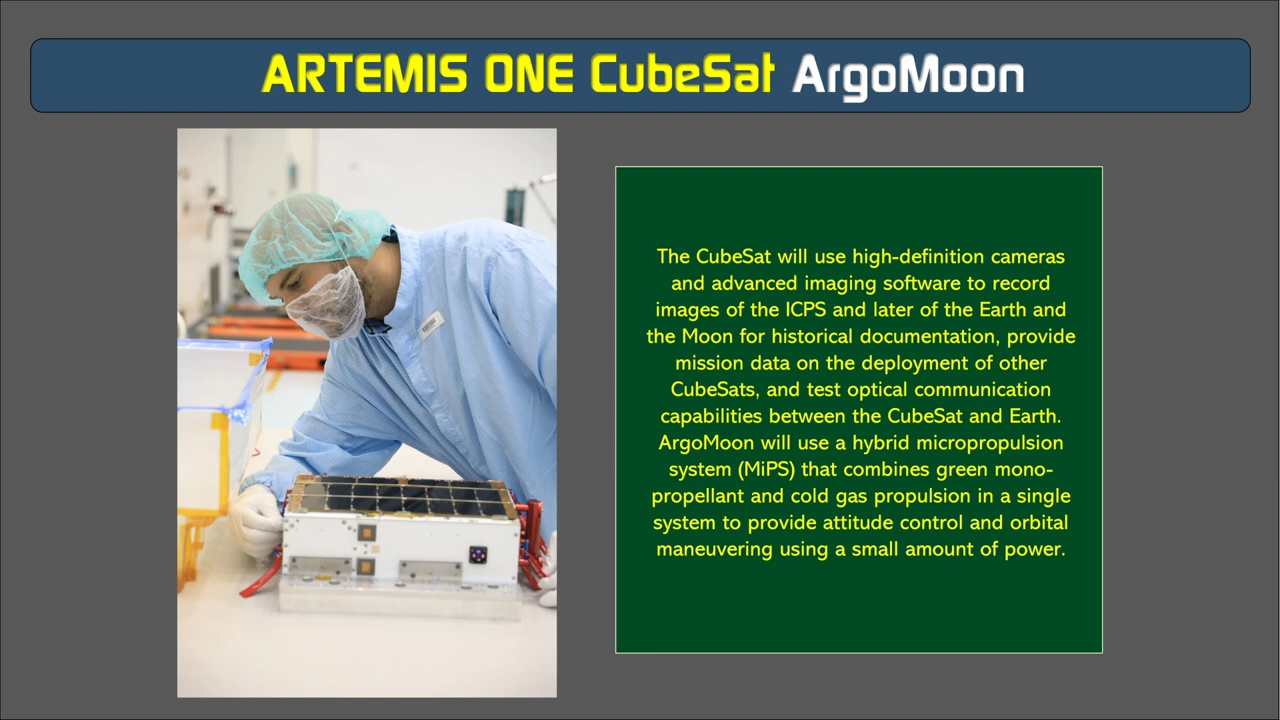 ARTEMIS ONE CubeSat ArgoMoon
The CubeSat will use high-definition cameras
and advanced imaging software to record
images of the ICPS and later of the Earth and
the Moon for historical documentation, provide
mission data on the deployment of other
CubeSats, and test optical communication
capabilities between the CubeSat and Earth.
ArgoMoon will use a hybrid micropropulsion
system (MiPS) that combines green mono-
propellant and cold gas propulsion in a single
system to provide attitude control and orbital
maneuvering using a small amount of power.